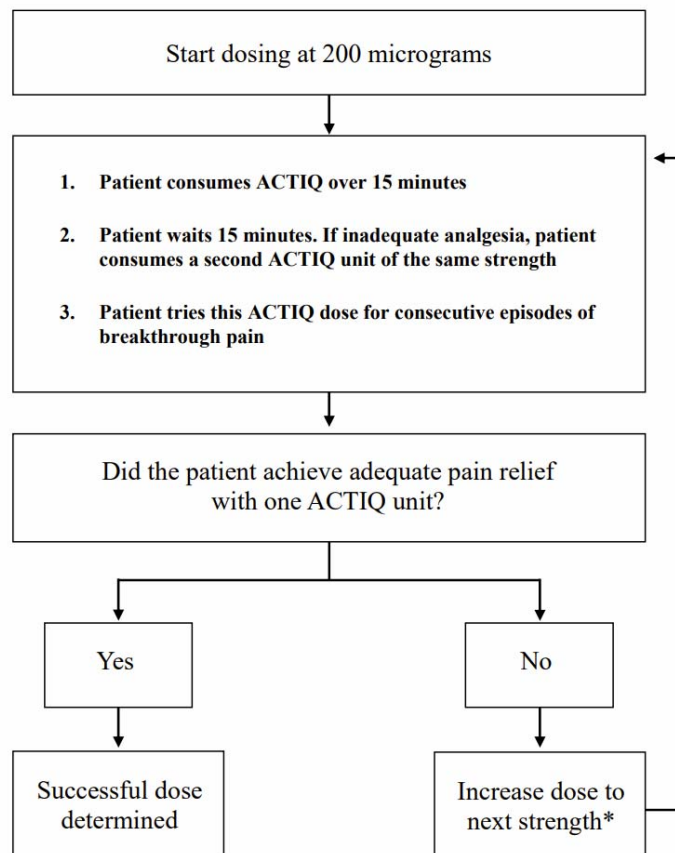 Start dosing at 200 micrograms
1. Patient consumes ACTIQ over 15 minutes
2. Patient waits 15 minutes. If inadequate analgesia, patient
consumes a second ACTIQ unit of the same strength
3. Patient tries this ACTIQ dose for consecutive episodes of
breakthrough pain
Did the patient achieve adequate pain relief
with one ACTIQ unit?
Yes
No
Successful dose
determined
Increase dose to
next strength*